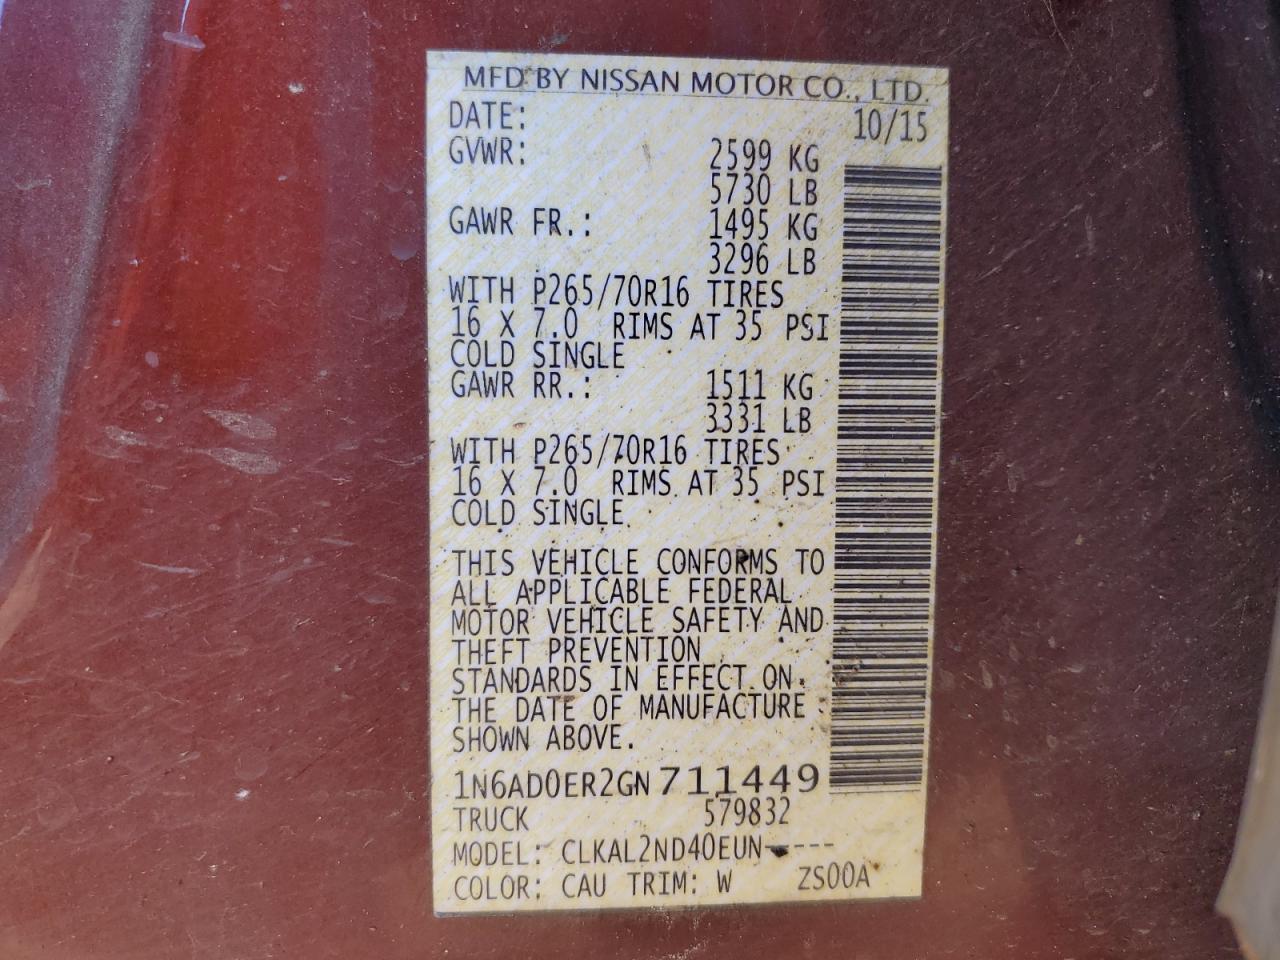 MFD BY NISSAN MOTOR CO., LTD.
DATE: 10/15
GVWR: 2599 KG
5730 LB
GAWR FR.: 1495 KG
3296 LB
WITH P265/70R16 TIRES
16 X 7.0 RIMS AT 35 PSI
COLD SINGLE
GAWR RR.: 1511 KG
3331 LB
WITH P265/70R16 TIRES
16 X 7.0 RIMS AT 35 PSI
COLD SINGLE
THIS VEHICLE CONFORMS TO
ALL APPLICABLE FEDERAL
MOTOR VEHICLE SAFETY AND
THEFT PREVENTION
STANDARDS IN EFFECT ON
THE DATE OF MANUFACTURE
SHOWN ABOVE.
1N6AD0ER2GN711449
TRUCK 579832
MODEL: CLKAL2ND40EUN-----
COLOR: CAU TRIM: W ZS00A